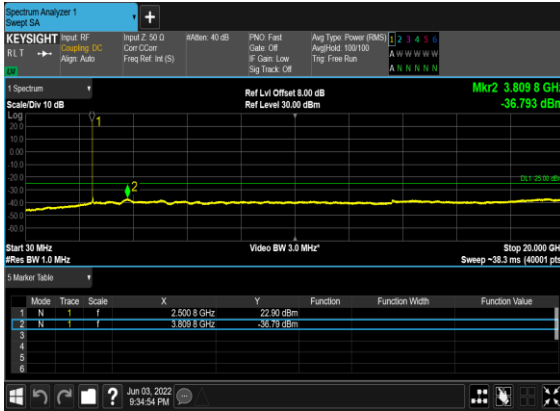 Spectrum Analyzer 1
Swept SA
+
KEYSIGHT Input: RF Input Z: 50 Ω #Atten: 40 dB PNO: Fast Avg Type: Power (RMS) 1 2 3 4 5 6
RLT Coupling: DC Corr CCorr Gate: Off Avg|Hold: 100/100 A W W W W W
Align: Auto Freq Ref: Int (S) IF Gain: Low Trig: Free Run
Sig Track: Off A N N N N N
1 Spectrum
Ref Lvl Offset 8.00 dB Mkr2 3.809 8 GHz
Scale/Div 10 dB Ref Level 30.00 dBm -36.793 dBm
Log
20.0
10.0
0.00
-10.0
-20.0
-30.0
-40.0
-50.0
-60.0
1
2
DL1 -25.00 dBm
Start 30 MHz Video BW 3.0 MHz* Stop 20.000 GHz
#Res BW 1.0 MHz Sweep ~38.3 ms (40001 pts)
5 Marker Table
Mode Trace Scale X Y Function Function Width Function Value
1 N 1 f 2.500 8 GHz 22.90 dBm
2 N 1 f 3.809 8 GHz -36.79 dBm
3
4
5
6
? Jun 03, 2022
9:34:54 PM